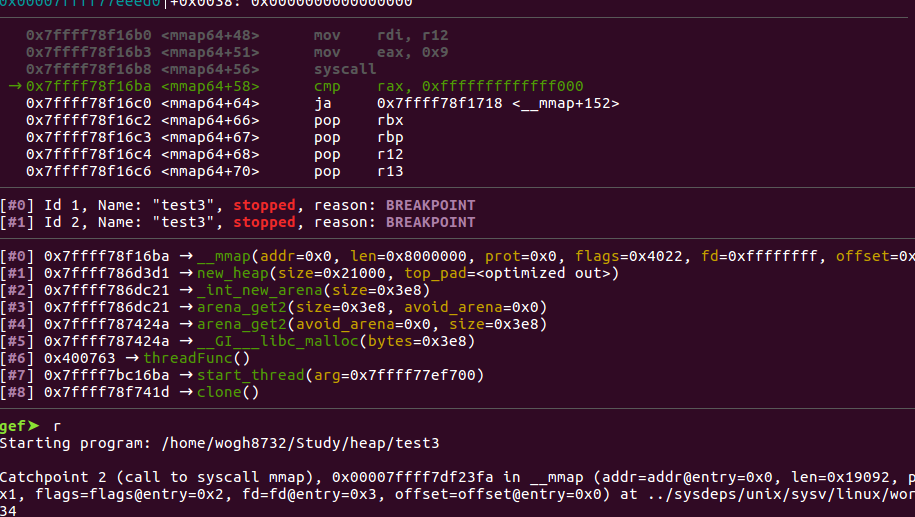 0x00007ffff77eeed0│+0x0038: 0x0000000000000000
0x7ffff78f16b0 <mmap64+48> mov rdi, r12
0x7ffff78f16b3 <mmap64+51> mov eax, 0x9
0x7ffff78f16b8 <mmap64+56> syscall
→ 0x7ffff78f16ba <mmap64+58> cmp rax, 0xfffffffffffff000
0x7ffff78f16c0 <mmap64+64> ja 0x7ffff78f1718 <__mmap+152>
0x7ffff78f16c2 <mmap64+66> pop rbx
0x7ffff78f16c3 <mmap64+67> pop rbp
0x7ffff78f16c4 <mmap64+68> pop r12
0x7ffff78f16c6 <mmap64+70> pop r13
[#0] Id 1, Name: "test3", stopped, reason: BREAKPOINT
[#1] Id 2, Name: "test3", stopped, reason: BREAKPOINT
[#0] 0x7ffff78f16ba → __mmap(addr=0x0, len=0x8000000, prot=0x0, flags=0x4022, fd=0xffffffff, offset=0x
[#1] 0x7ffff786d3d1 → new_heap(size=0x21000, top_pad=<optimized out>)
[#2] 0x7ffff786dc21 → _int_new_arena(size=0x3e8)
[#3] 0x7ffff786dc21 → arena_get2(size=0x3e8, avoid_arena=0x0)
[#4] 0x7ffff787424a → arena_get2(avoid_arena=0x0, size=0x3e8)
[#5] 0x7ffff787424a → __GI___libc_malloc(bytes=0x3e8)
[#6] 0x400763 → threadFunc()
[#7] 0x7ffff7bc16ba → start_thread(arg=0x7ffff77ef700)
[#8] 0x7ffff78f741d → clone()
gef➤ r
Starting program: /home/wogh8732/Study/heap/test3
Catchpoint 2 (call to syscall mmap), 0x00007ffff7df23fa in __mmap (addr=addr@entry=0x0, len=0x19092, p
x1, flags=flags@entry=0x2, fd=fd@entry=0x3, offset=offset@entry=0x0) at ../sysdeps/unix/sysv/linux/wor
34